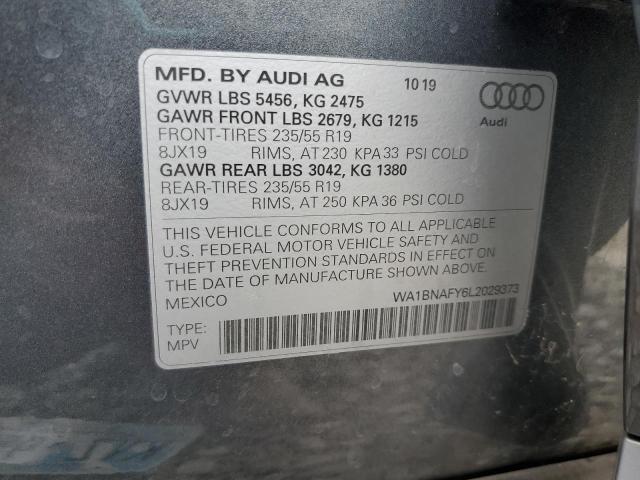 MFD. BY AUDI AG 10 19
GVWR LBS 5456, KG 2475
GAWR FRONT LBS 2679, KG 1215
FRONT-TIRES 235/55 R19
8JX19 RIMS, AT 230 KPA 33 PSI COLD
GAWR REAR LBS 3042, KG 1380
REAR-TIRES 235/55 R19
8JX19 RIMS, AT 250 KPA 36 PSI COLD
Audi
THIS VEHICLE CONFORMS TO ALL APPLICABLE
U.S. FEDERAL MOTOR VEHICLE SAFETY AND
THEFT PREVENTION STANDARDS IN EFFECT ON
THE DATE OF MANUFACTURE SHOWN ABOVE.
MEXICO WA1BNAFY6L2029373
TYPE:
MPV